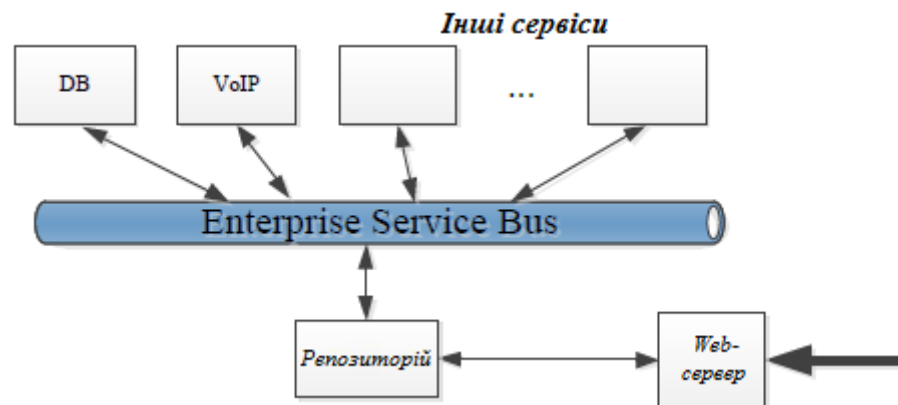 Інші сервіси
DB
VoIP
...
Enterprise Service Bus
Репозиторій
Web-
сервер